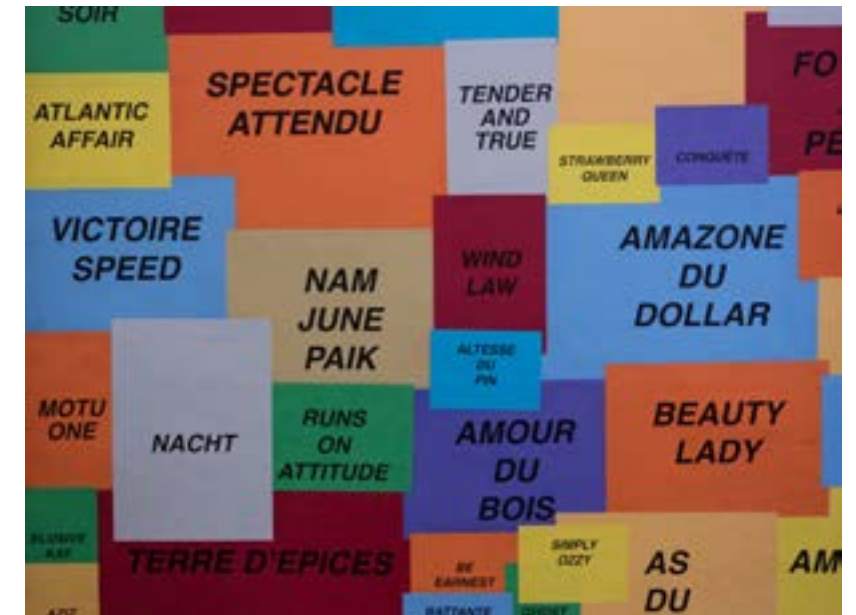 SOIR
SPECTACLE
ATTENDU
ATLANTIC
AFFAIR
TENDER
AND
TRUE
FO
PE
STRAWBERRY
QUEEN
CONQUÊTE
VICTOIRE
SPEED
NAM
JUNE
PAIK
WIND
LAW
AMAZONE
DU
DOLLAR
ALTESSE
DU
PIN
MOTU
ONE
NACHT
RUNS
ON
ATTITUDE
AMOUR
DU
BOIS
BEAUTY
LADY
TERRE D'EPICES
BE
EARNEST
SIMPLY
OZZY
AS
DU
AM
BATTANTE
GHOST